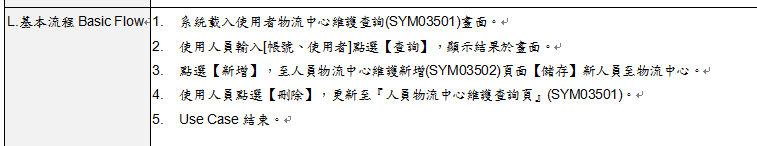 L.基本流程 Basic Flow
1. 系統載入使用者物流中心維護查詢(SYM03501)畫面。
2. 使用人員輸入[帳號、使用者]點選【查詢】，顯示結果於畫面。
3. 點選【新增】，至人員物流中心維護新增(SYM03502)頁面【儲存】新人員至物流中心。
4. 使用人員點選【刪除】，更新至『人員物流中心維護查詢頁』(SYM03501)。
5. Use Case 結束。